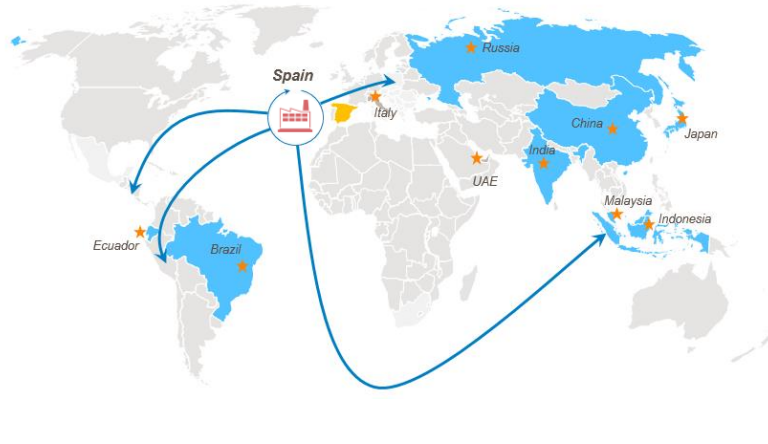 Russia
Spain
Italy
China
Japan
India
UAE
Malaysia
Indonesia
Ecuador
Brazil